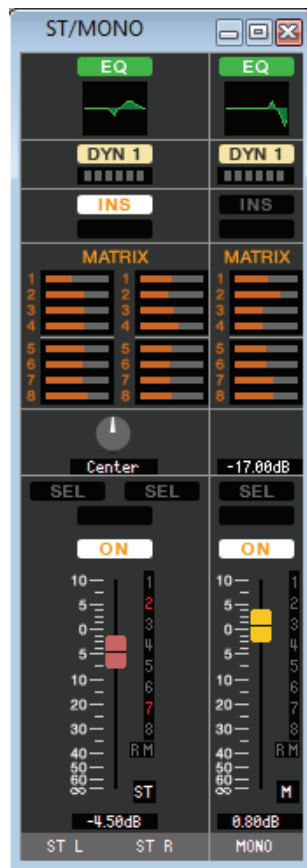 ST/MONO
EQ EQ
DYN 1 DYN 1
INS INS
MATRIX MATRIX
1 1 1
2 2 2
3 3 3
4 4 4
5 5 5
6 6 6
7 7 7
8 8 8
Center -17.00dB
SEL SEL SEL
ON ON
10 1 10 1
5 2 5 2
0 3 0 3
5 4 5 4
10 5 10 5
20 6 20 6
30 7 30 7
40 8 40 8
50 R M 50 R M
60 60
∞ ST ∞ M
-4.50dB 0.80dB
ST L ST R MONO